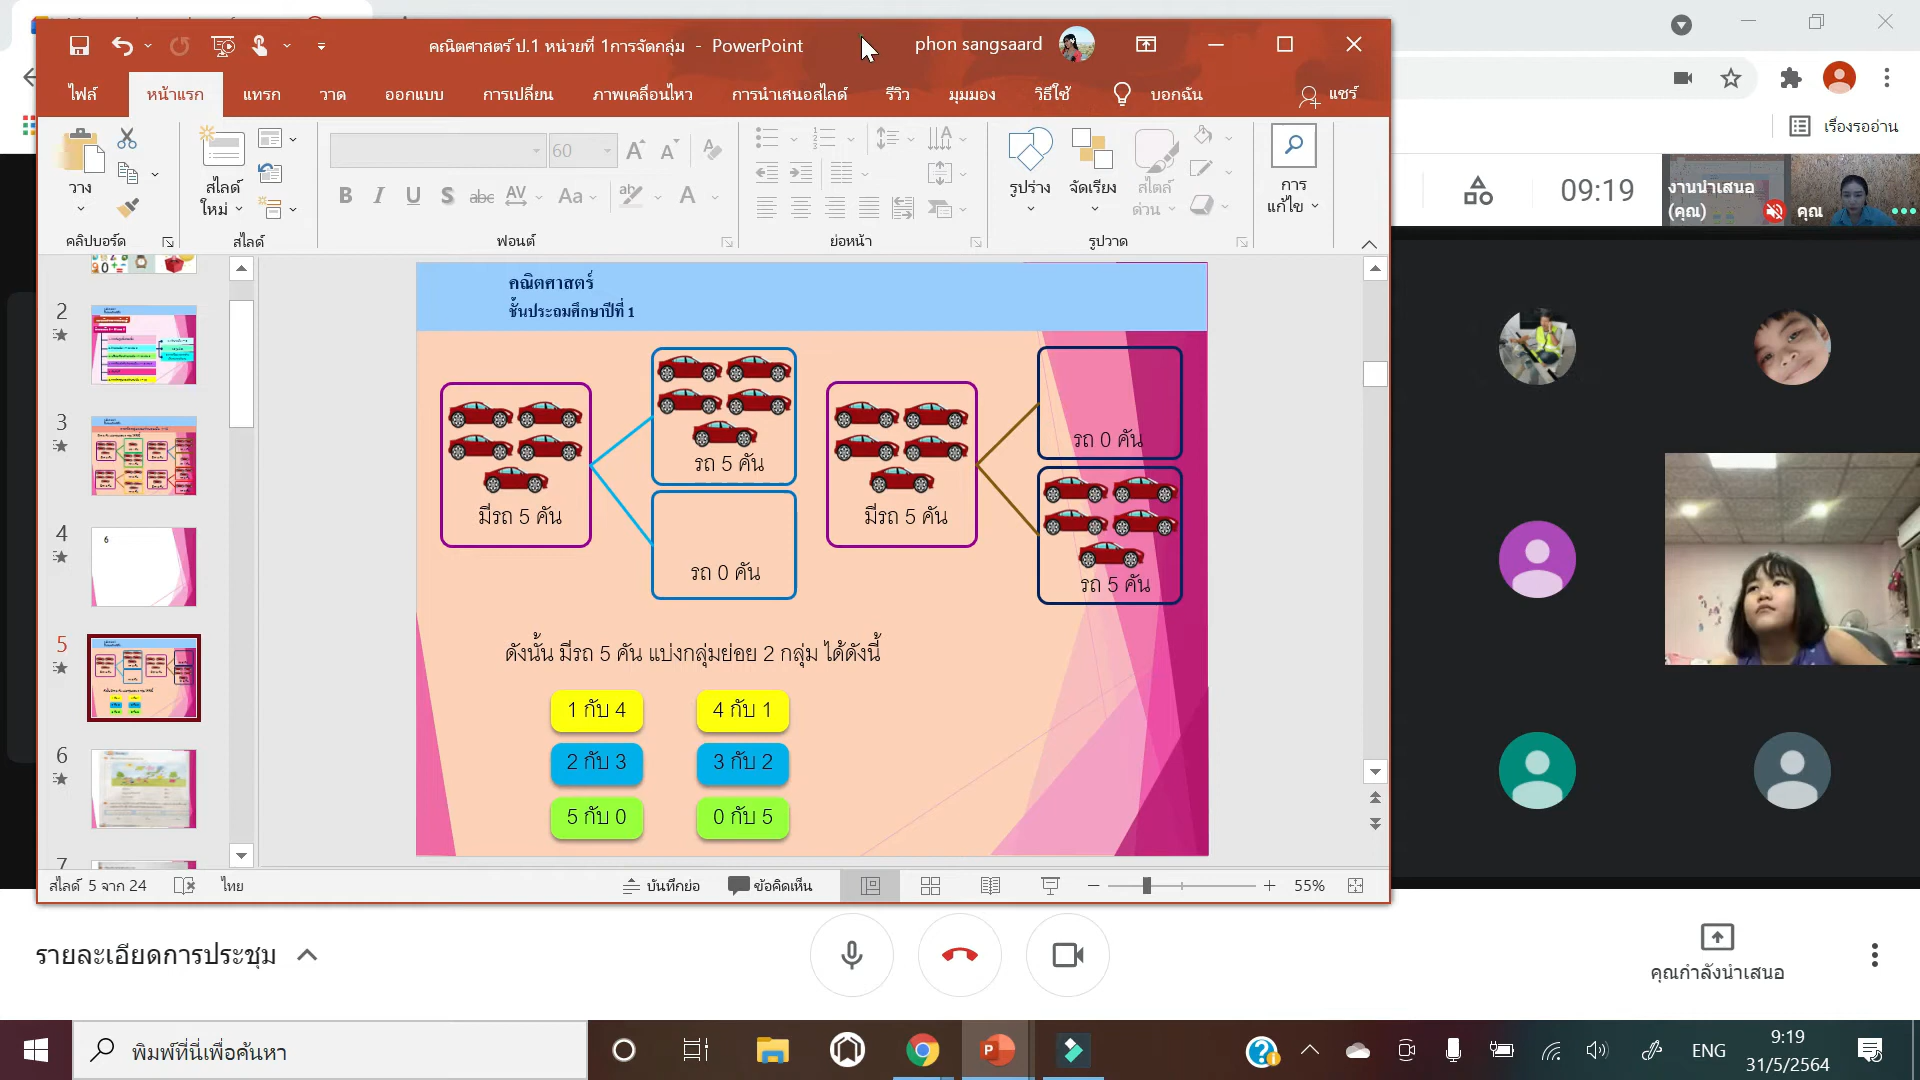 คณิตศาสตร์ ป.1 หน่วยที่ 1การจัดกลุ่ม - PowerPoint
phon sangsaard
ไฟล์ หน้าแรก แทรก วาด ออกแบบ การเปลี่ยน ภาพเคลื่อนไหว การนำเสนอสไลด์ รีวิว มุมมอง วิธีใช้ บอกฉัน แชร์
เรื่องรออ่าน
60
วาง
สไลด์
ใหม่
รูปร่าง
จัดเรียง
สไตล์
ด่วน
การ
แก้ไข
คลิปบอร์ด สไลด์ ฟอนต์ ย่อหน้า รูปวาด
09:19
งานนำเสนอ
(คุณ)
คุณ
2
3
4
6
5
6
7
คณิตศาสตร์
ชั้นประถมศึกษาปีที่ 1
มีรถ 5 คัน
รถ 5 คัน
รถ 0 คัน
มีรถ 5 คัน
รถ 0 คัน
รถ 5 คัน
ดังนั้น มีรถ 5 คัน แบ่งกลุ่มย่อย 2 กลุ่ม ได้ดังนี้
1 กับ 4 4 กับ 1
2 กับ 3 3 กับ 2
5 กับ 0 0 กับ 5
สไลด์ 5 จาก 24 ไทย บันทึกย่อ ข้อคิดเห็น 55%
รายละเอียดการประชุม
คุณกำลังนำเสนอ
พิมพ์ที่นี่เพื่อค้นหา
ENG
9:19
31/5/2564